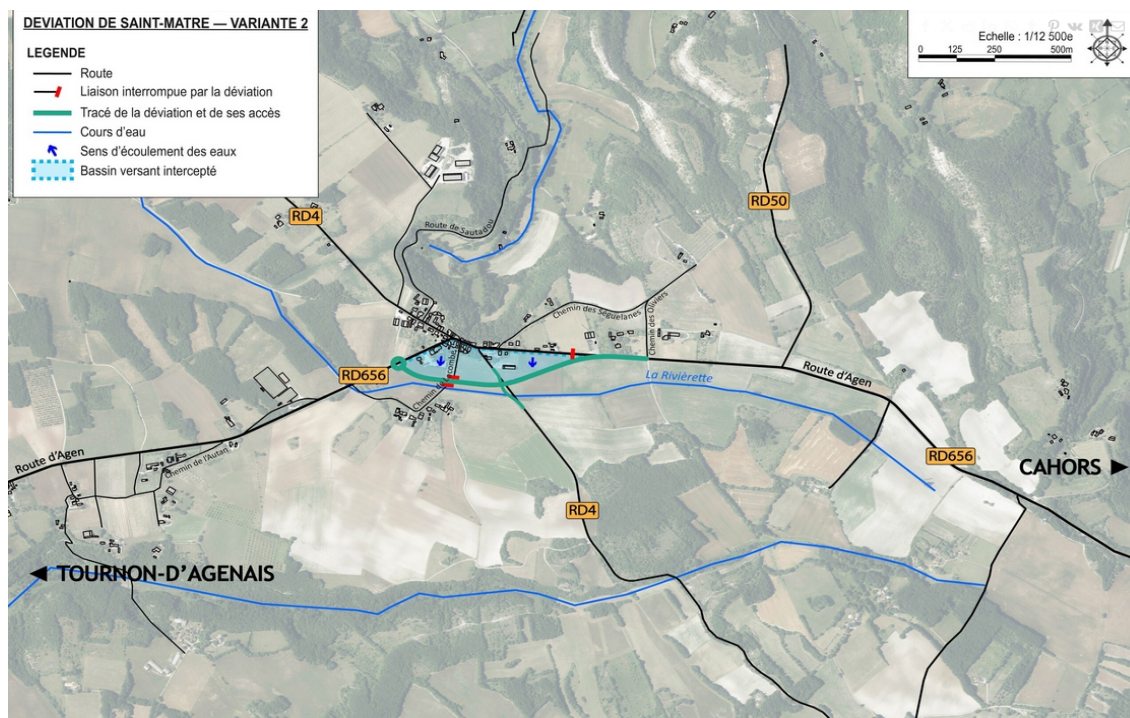 DEVIATION DE SAINT-MATRE — VARIANTE 2
LEGENDE
Route
Liaison interrompue par la déviation
Tracé de la déviation et de ses accès
Cours d'eau
Sens d'écoulement des eaux
Bassin versant intercepté
Echelle : 1/12 500e
0 125 250 500m
RD4
RD50
Route de Sautadou
Chemin des Séguelanes
Chemin des Oliviers
RD656
La Rivièrette
Route d'Agen
Route d'Agen
Chemin de l'Autan
RD656
CAHORS
RD4
TOURNON-D'AGENAIS